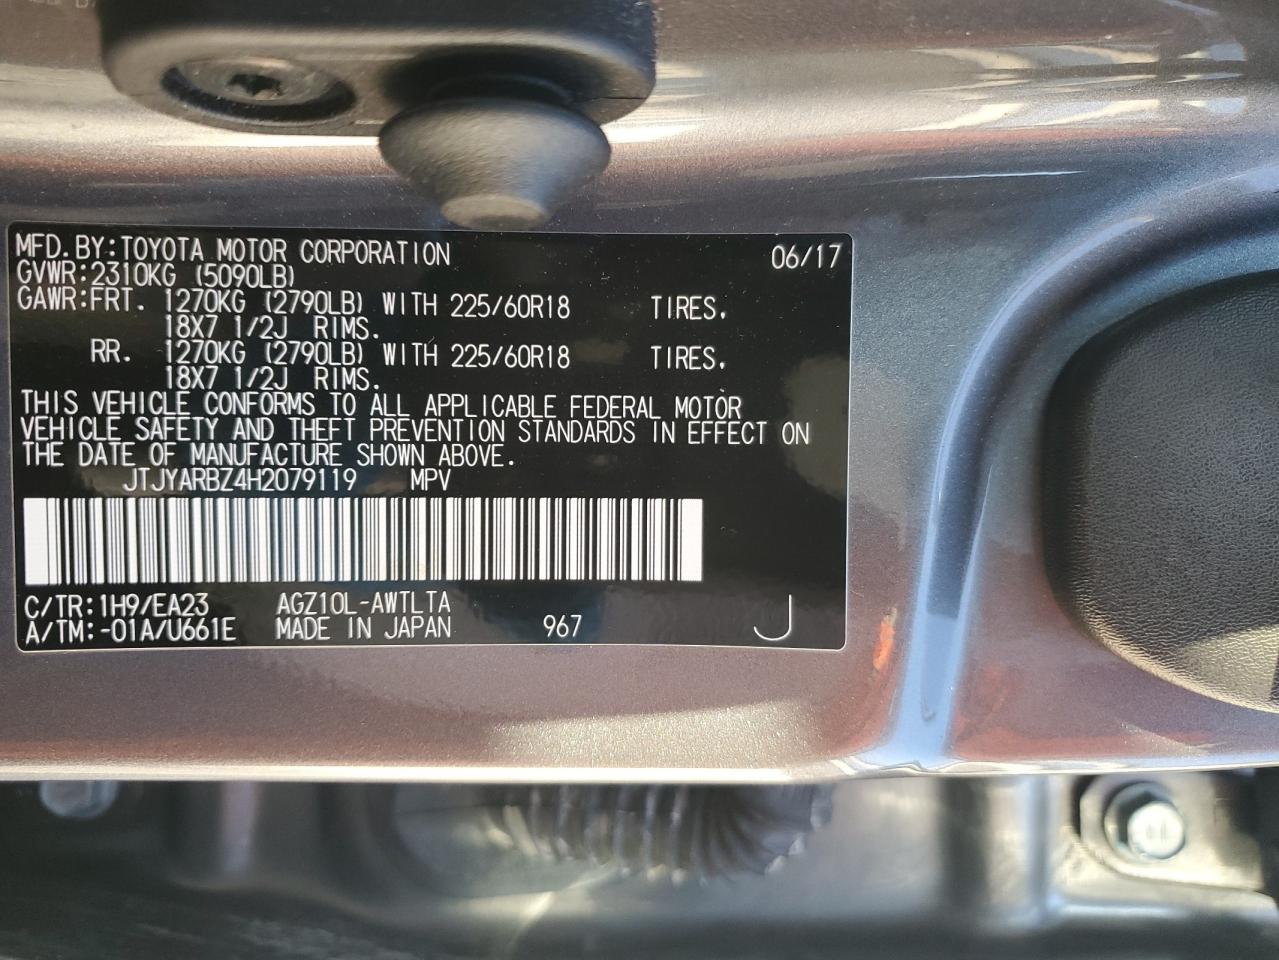 MFD.BY:TOYOTA MOTOR CORPORATION 06/17
GVWR:2310KG (5090LB)
GAWR:FRT. 1270KG (2790LB) WITH 225/60R18 TIRES.
18X7 1/2J RIMS.
RR. 1270KG (2790LB) WITH 225/60R18 TIRES.
18X7 1/2J RIMS.
THIS VEHICLE CONFORMS TO ALL APPLICABLE FEDERAL MOTOR
VEHICLE SAFETY AND THEFT PREVENTION STANDARDS IN EFFECT ON
THE DATE OF MANUFACTURE SHOWN ABOVE.
JTJYARBZ4H2079119 MPV
C/TR:1H9/EA23 AGZ10L-AWTLTA
A/TM:-01A/U661E MADE IN JAPAN 967 J